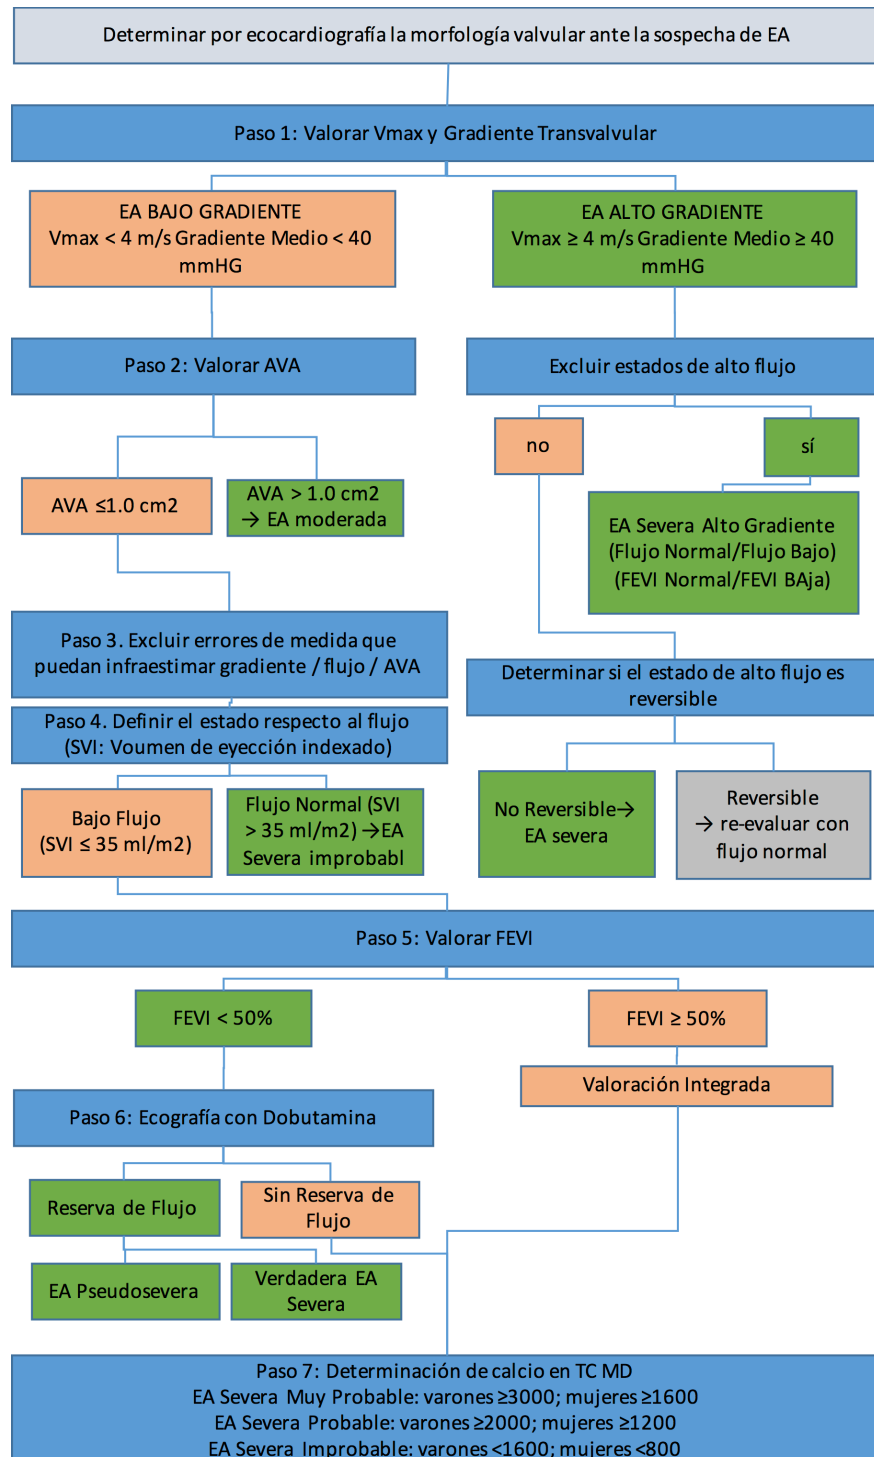 Determinar por ecocardiografía la morfología valvular ante la sospecha de EA
Paso 1: Valorar Vmax y Gradiente Transvalvular
EA BAJO GRADIENTE
Vmax < 4 m/s Gradiente Medio < 40
mmHG
EA ALTO GRADIENTE
Vmax ≥ 4 m/s Gradiente Medio ≥ 40
mmHG
Paso 2: Valorar AVA
Excluir estados de alto flujo
no
sí
AVA ≤1.0 cm2
AVA > 1.0 cm2
→ EA moderada
EA Severa Alto Gradiente
(Flujo Normal/Flujo Bajo)
(FEVI Normal/FEVI BAja)
Paso 3. Excluir errores de medida que
puedan infraestimar gradiente / flujo / AVA
Determinar si el estado de alto flujo es
reversible
Paso 4. Definir el estado respecto al flujo
(SVI: Voumen de eyección indexado)
Bajo Flujo
(SVI ≤ 35 ml/m2)
Flujo Normal (SVI
> 35 ml/m2) →EA
Severa improbabl
No Reversible→
EA severa
Reversible
→ re-evaluar con
flujo normal
Paso 5: Valorar FEVI
FEVI < 50%
FEVI ≥ 50%
Valoración Integrada
Paso 6: Ecografía con Dobutamina
Reserva de Flujo
Sin Reserva de
Flujo
EA Pseudosevera
Verdadera EA
Severa
Paso 7: Determinación de calcio en TC MD
EA Severa Muy Probable: varones ≥3000; mujeres ≥1600
EA Severa Probable: varones ≥2000; mujeres ≥1200
EA Severa Improbable: varones <1600; mujeres <800